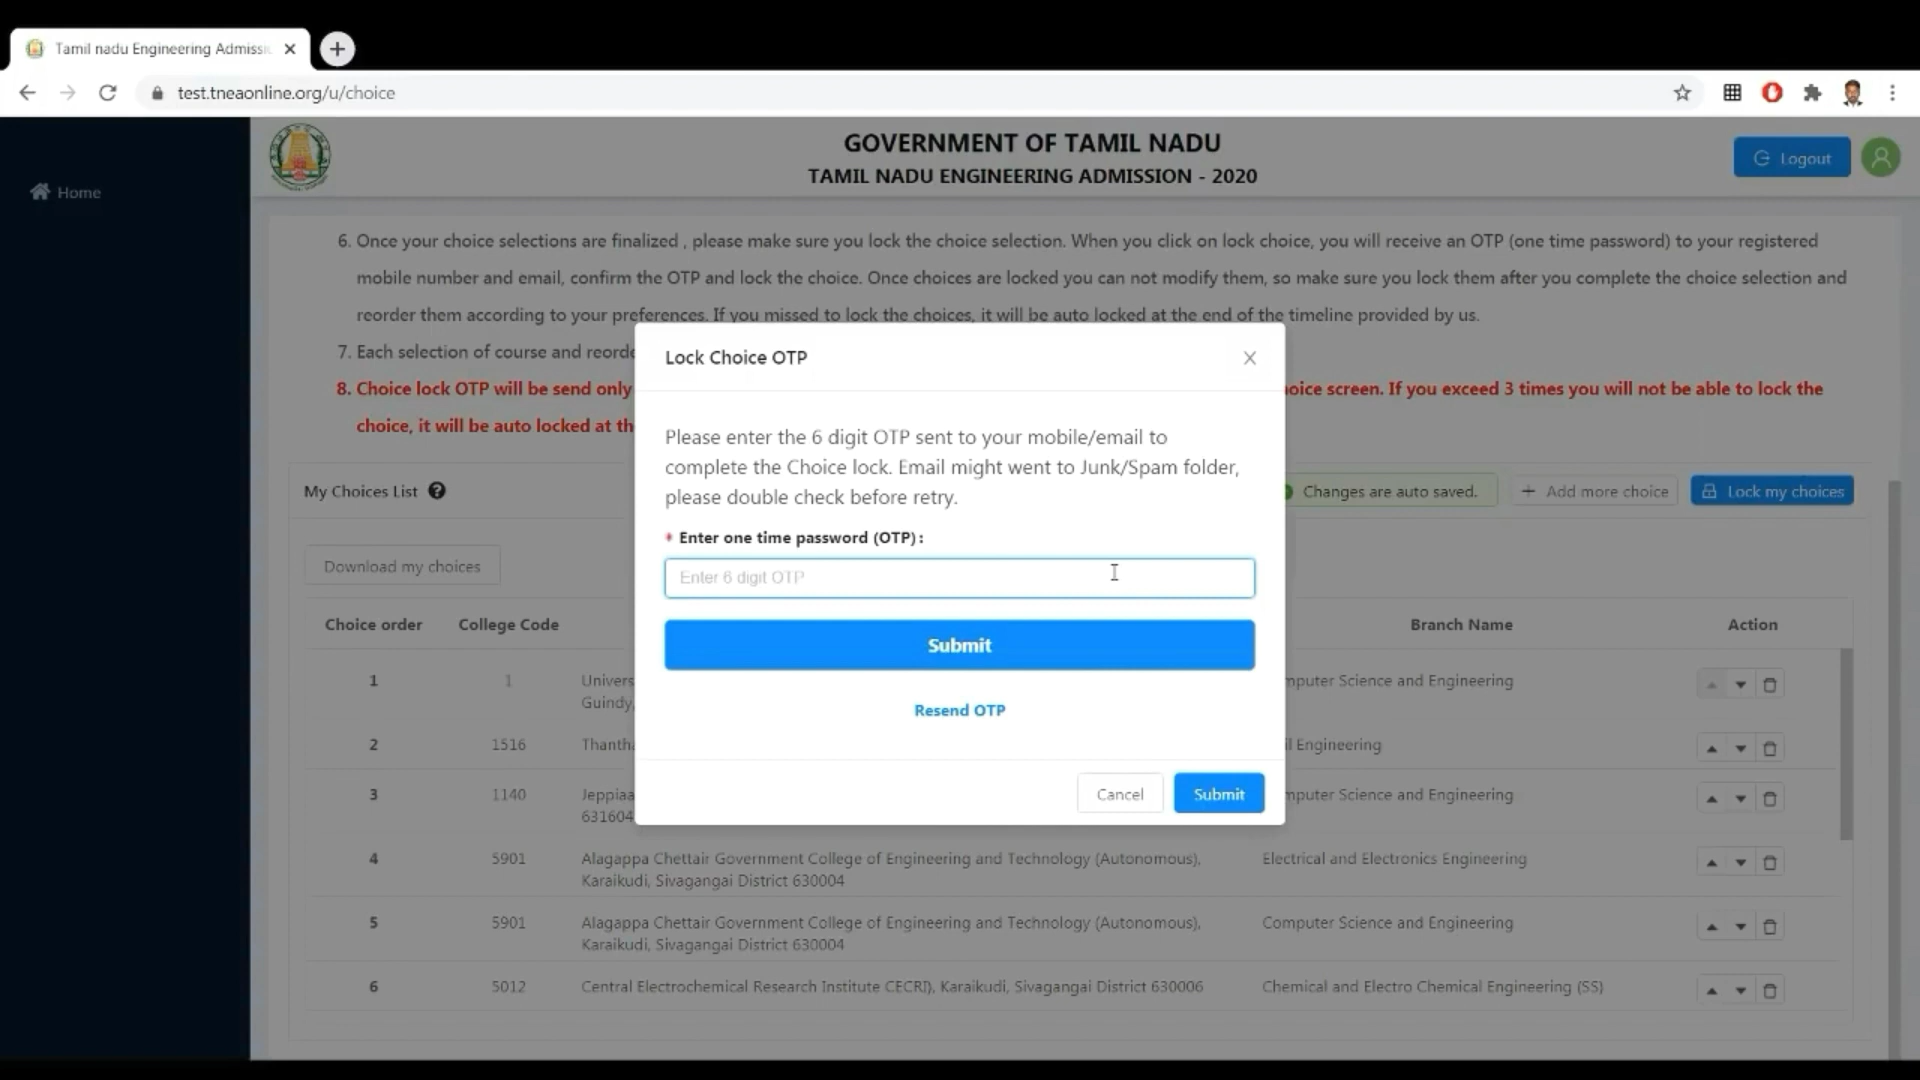 Tamil nadu Engineering Admissi
test.tneaonline.org/u/choice
GOVERNMENT OF TAMIL NADU
TAMIL NADU ENGINEERING ADMISSION - 2020
Logout
Home
6. Once your choice selections are finalized , please make sure you lock the choice selection. When you click on lock choice, you will receive an OTP (one time password) to your registered
mobile number and email, confirm the OTP and lock the choice. Once choices are locked you can not modify them, so make sure you lock them after you complete the choice selection and
reorder them according to your preferences. If you missed to lock the choices, it will be auto locked at the end of the timeline provided by us.
7. Each selection of course and reorde
8. Choice lock OTP will be send only
oice screen. If you exceed 3 times you will not be able to lock the
choice, it will be auto locked at th
Lock Choice OTP
Please enter the 6 digit OTP sent to your mobile/email to
complete the Choice lock. Email might went to Junk/Spam folder,
please double check before retry.
* Enter one time password (OTP) :
Enter 6 digit OTP
Submit
Resend OTP
Cancel Submit
My Choices List
Changes are auto saved. + Add more choice Lock my choices
Download my choices
Choice order College Code Branch Name Action
1 1 Univers mputer Science and Engineering
Guindy,
2 1516 Thantha il Engineering
3 1140 Jeppiaa mputer Science and Engineering
631604
4 5901 Alagappa Chettair Government College of Engineering and Technology (Autonomous), Electrical and Electronics Engineering
Karaikudi, Sivagangai District 630004
5 5901 Alagappa Chettair Government College of Engineering and Technology (Autonomous), Computer Science and Engineering
Karaikudi, Sivagangai District 630004
6 5012 Central Electrochemical Research Institute CECRI), Karaikudi, Sivagangai District 630006 Chemical and Electro Chemical Engineering (SS)